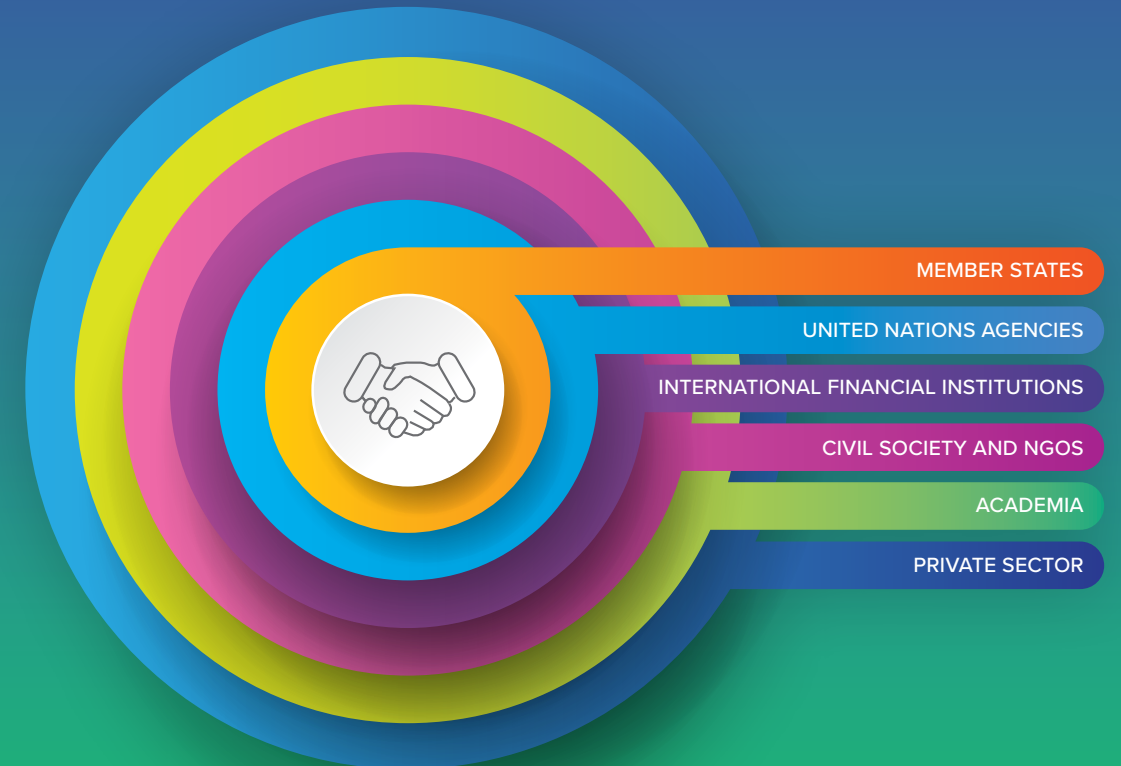 MEMBER STATES
UNITED NATIONS AGENCIES
INTERNATIONAL FINANCIAL INSTITUTIONS
CIVIL SOCIETY AND NGOS
ACADEMIA
PRIVATE SECTOR